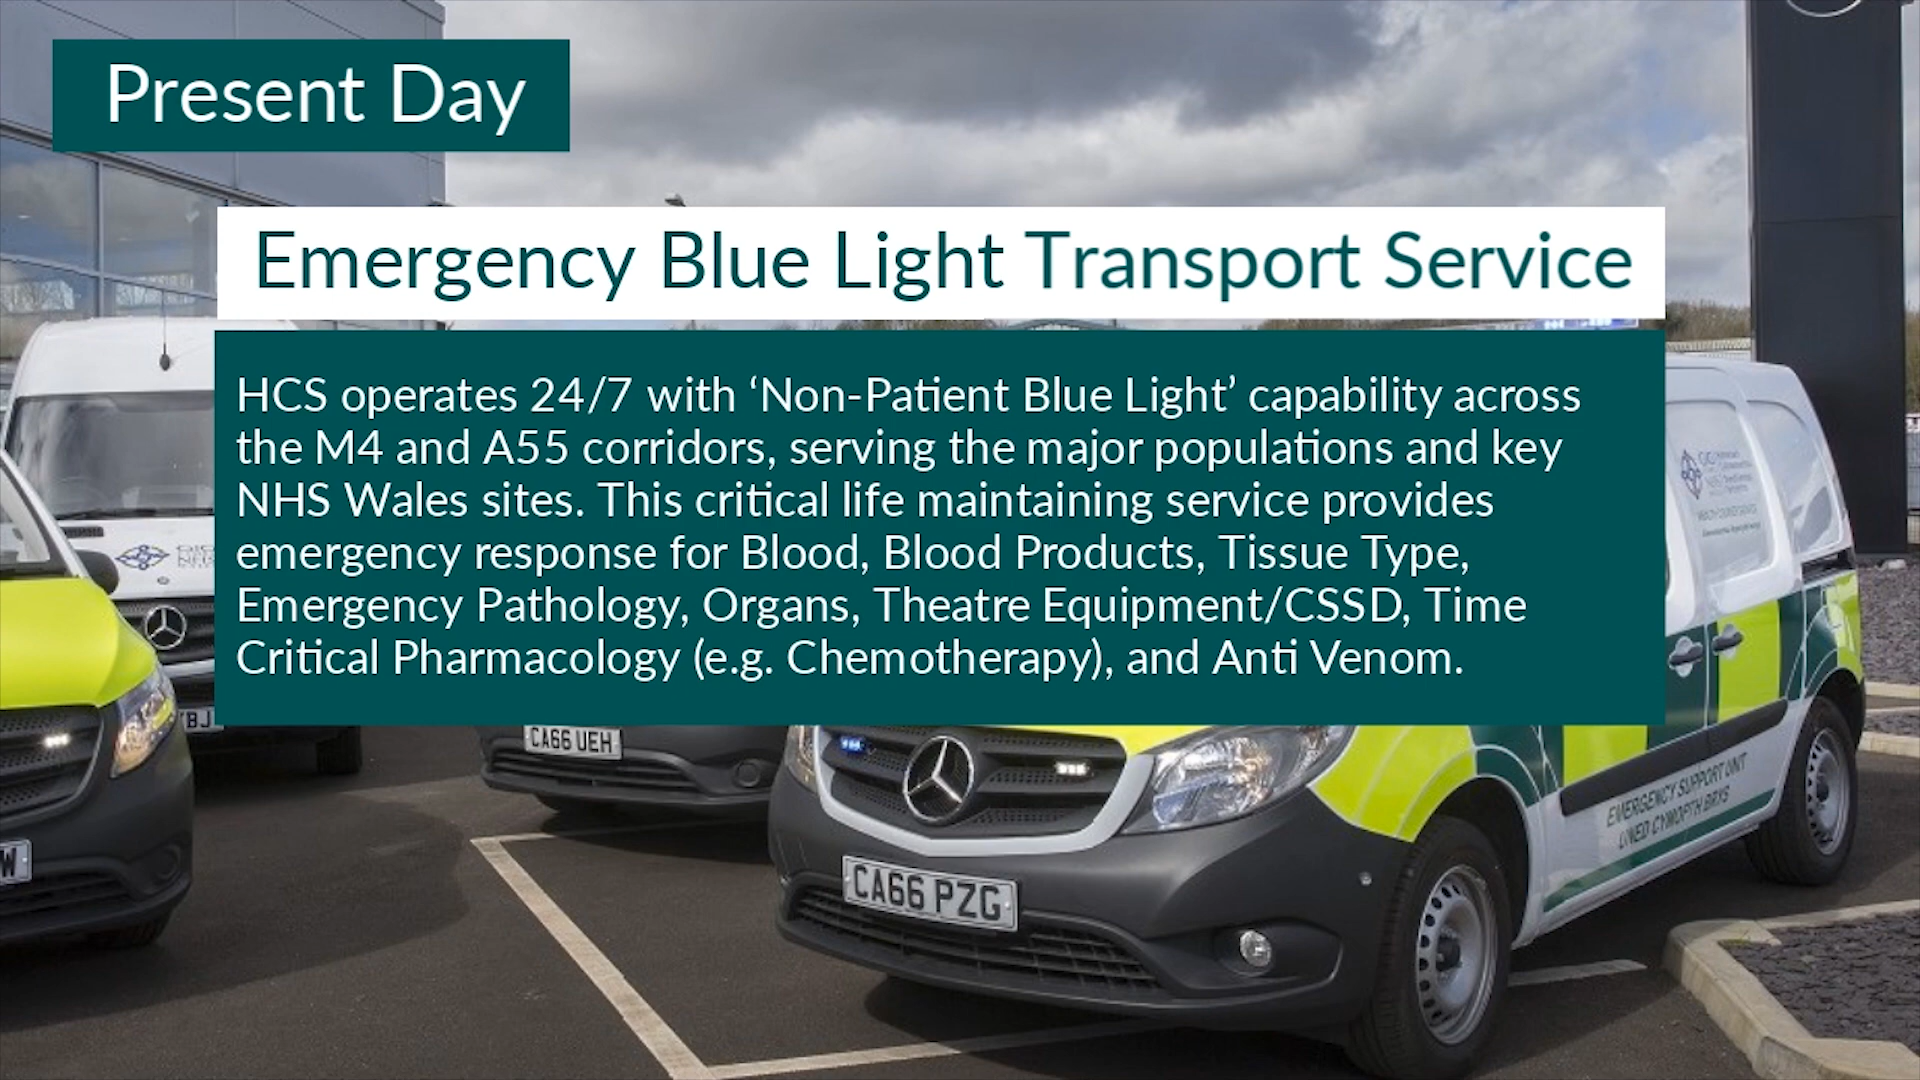 Present Day
Emergency Blue Light Transport Service
HCS operates 24/7 with ‘Non-Patient Blue Light’ capability across
the M4 and A55 corridors, serving the major populations and key
NHS Wales sites. This critical life maintaining service provides
emergency response for Blood, Blood Products, Tissue Type,
Emergency Pathology, Organs, Theatre Equipment/CSSD, Time
Critical Pharmacology (e.g. Chemotherapy), and Anti Venom.
CA66 UEH
CA66 PZG
EMERGENCY SUPPORT UNIT
UNED CYMORTH BRYS